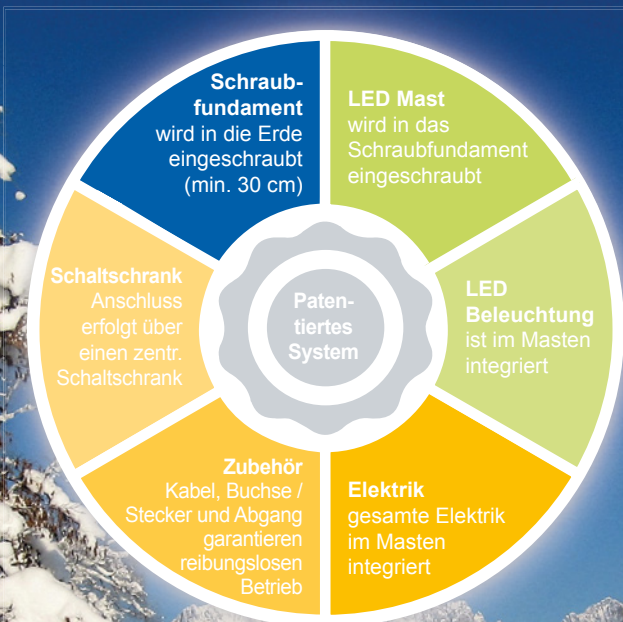 Schraub-
fundament
wird in die Erde
eingeschraubt
(min. 30 cm)
LED Mast
wird in das
Schraubfundament
eingeschraubt
LED
Beleuchtung
ist im Masten
integriert
Elektrik
gesamte Elektrik
im Masten
integriert
Zubehör
Kabel, Buchse /
Stecker und Abgang
garantieren
reibungslosen
Betrieb
Schaltschrank
Anschluss
erfolgt über
einen zentr.
Schaltschrank
Paten-
tiertes
System